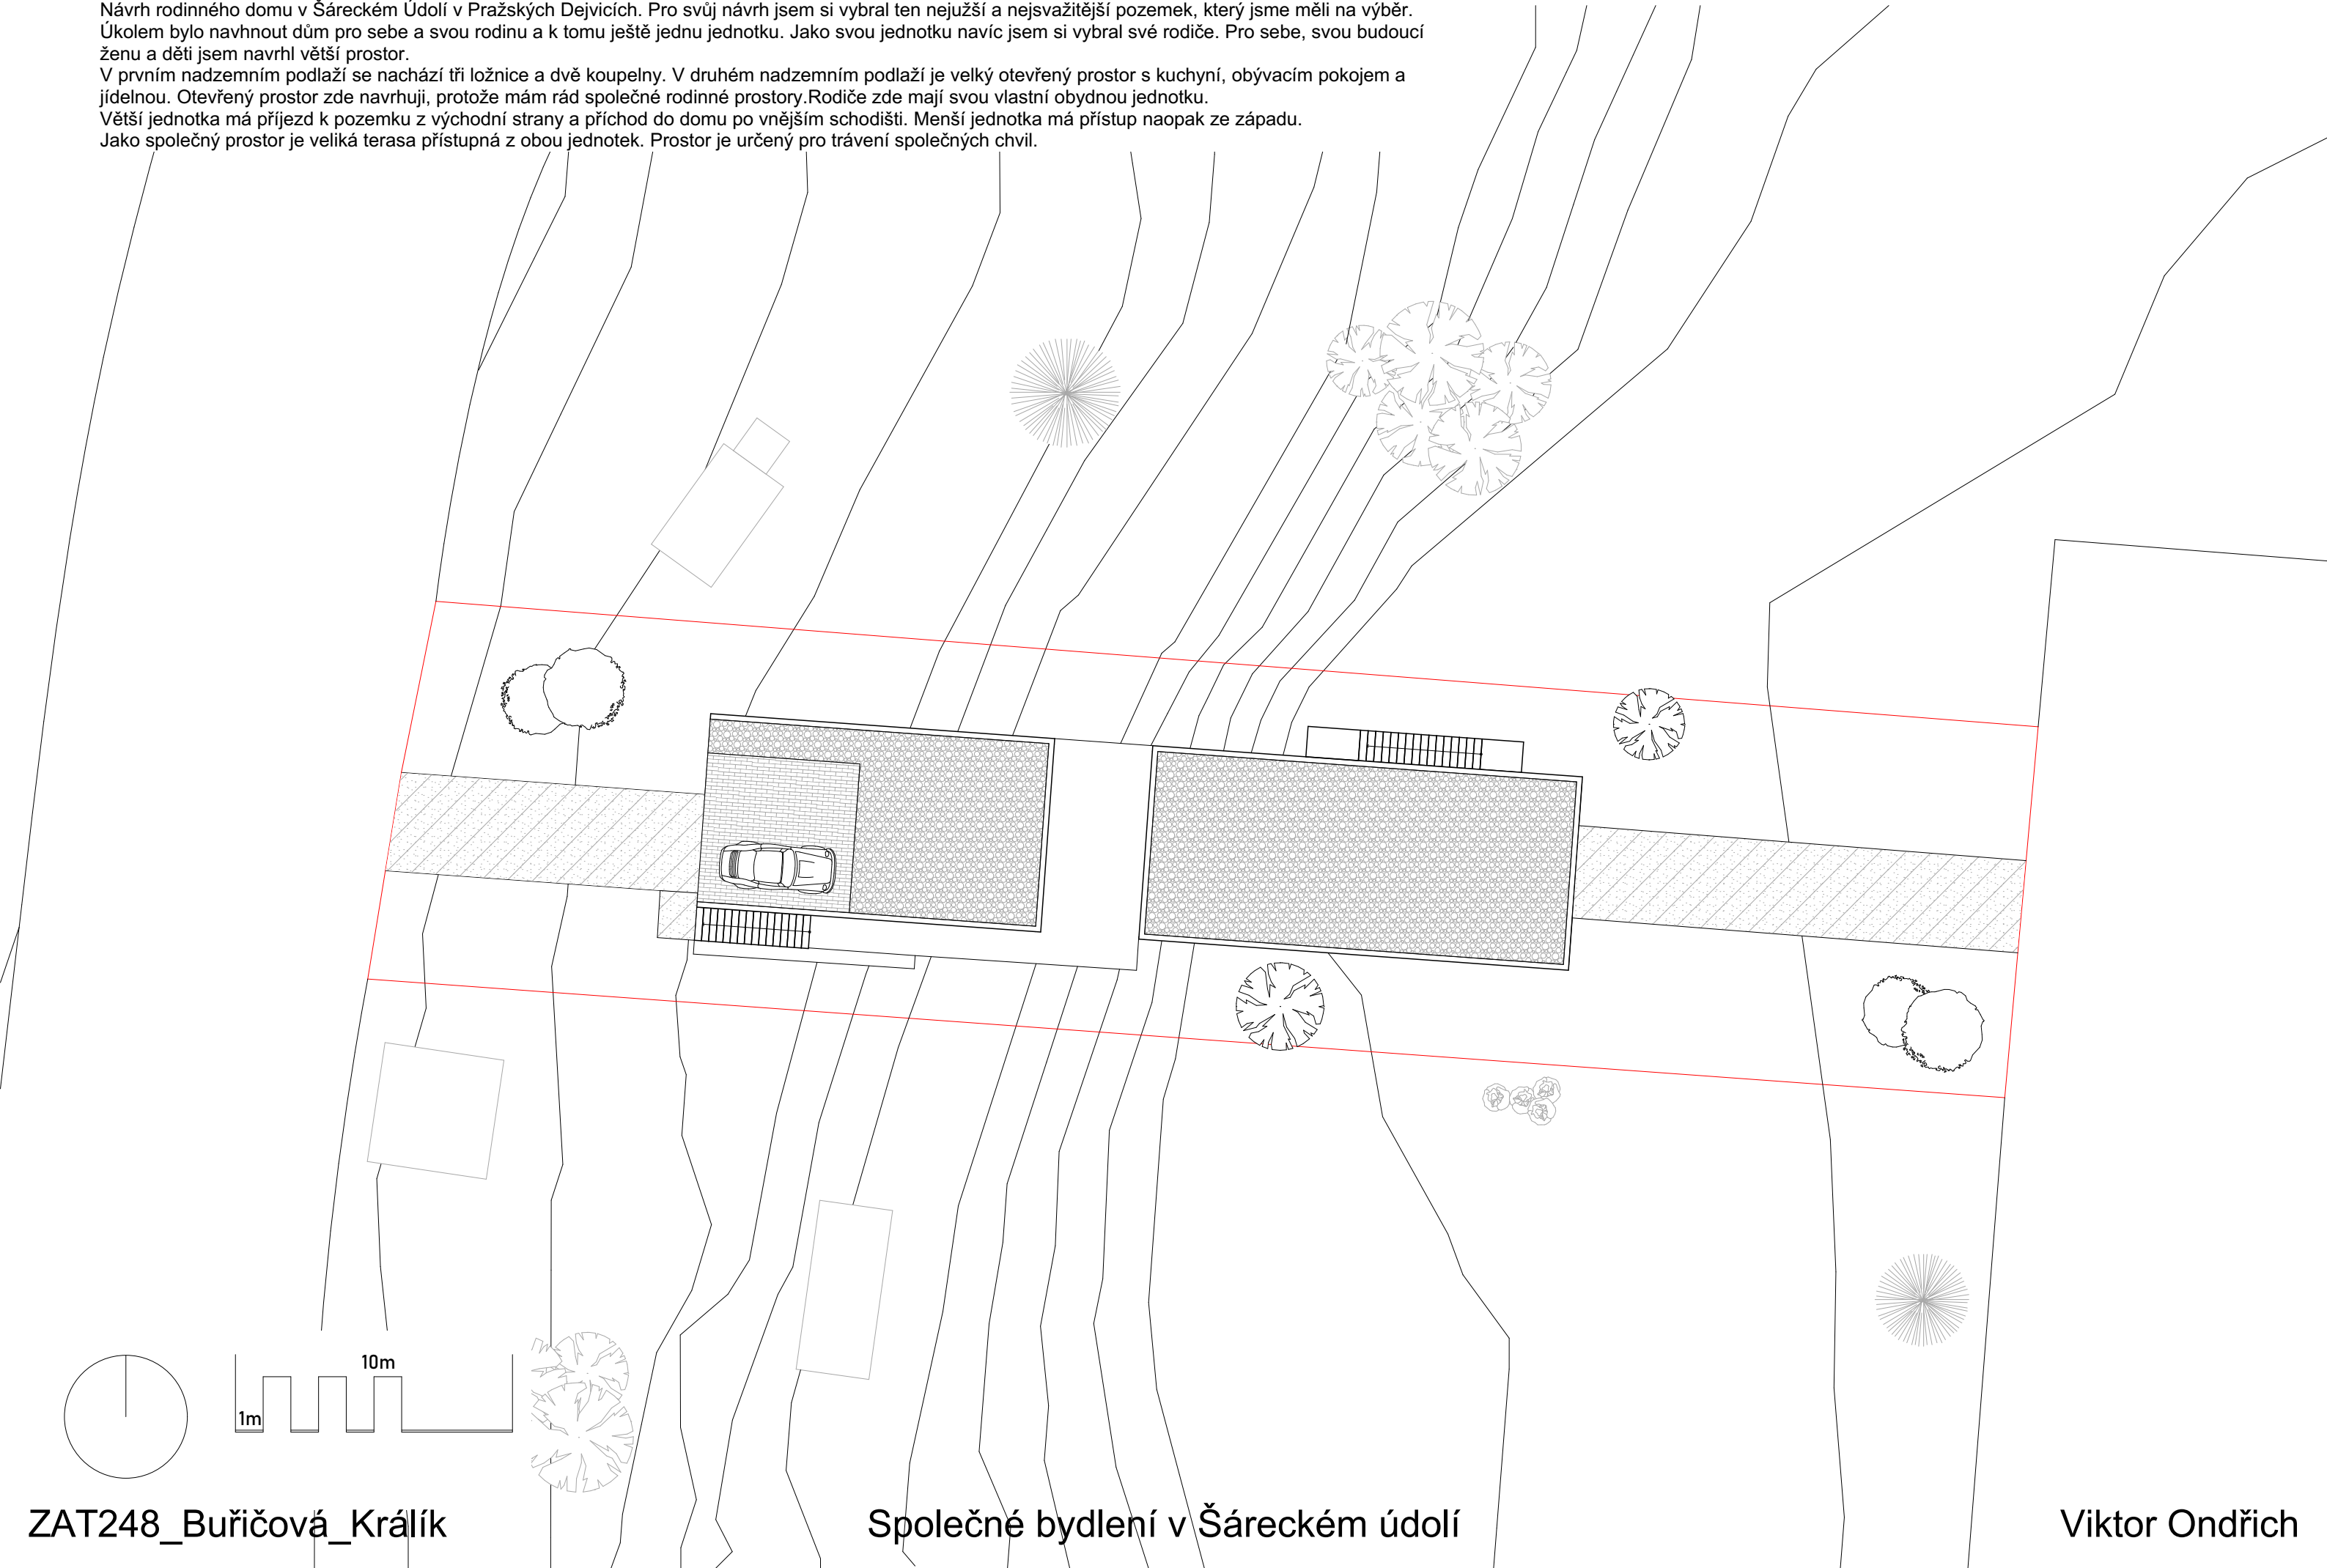 Návrh rodinného domu v Šáreckém Údolí v Pražských Dejvicích. Pro svůj návrh jsem si vybral ten nejužší a nejsvažitější pozemek, který jsme měli na výběr.
Úkolem bylo navhnout dům pro sebe a svou rodinu a k tomu ještě jednu jednotku. Jako svou jednotku navíc jsem si vybral své rodiče. Pro sebe, svou budoucí
ženu a děti jsem navrhl větší prostor.
V prvním nadzemním podlaží se nachází tři ložnice a dvě koupelny. V druhém nadzemním podlaží je velký otevřený prostor s kuchyní, obývacím pokojem a
jídelnou. Otevřený prostor zde navrhuji, protože mám rád společné rodinné prostory.Rodiče zde mají svou vlastní obydnou jednotku.
Větší jednotka má příjezd k pozemku z východní strany a příchod do domu po vnějším schodišti. Menší jednotka má přístup naopak ze západu.
Jako společný prostor je veliká terasa přístupná z obou jednotek. Prostor je určený pro trávení společných chvil.
10m
1m
ZAT248_Buřičová_Králík
Společné bydlení v Šáreckém údolí
Viktor Ondřich